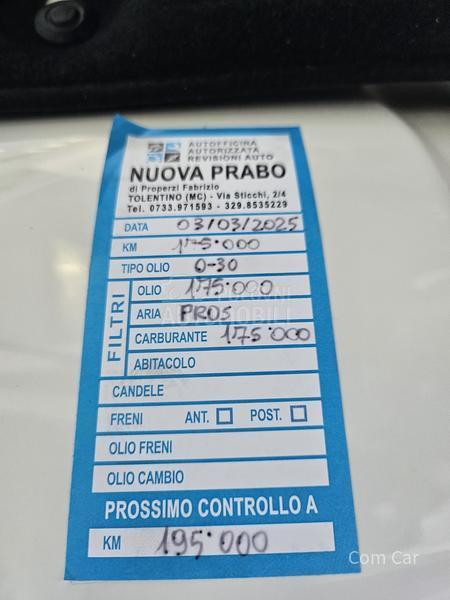 AUTOFFICINA
AUTORIZZATA
REVISIONI AUTO
NUOVA PRABO
di Properzi Fabrizio
TOLENTINO (MC) - Via Sticchi, 2/4
Tel. 0733.971593 - 329.8535229
DATA 03/03/2025
KM 175.000
TIPO OLIO 0-30
FILTRI
OLIO 175.000
ARIA PROS
CARBURANTE 175.000
ABITACOLO
CANDELE
FRENI ANT. POST.
OLIO FRENI
OLIO CAMBIO
PROSSIMO CONTROLLO A
KM 195.000
Com Car